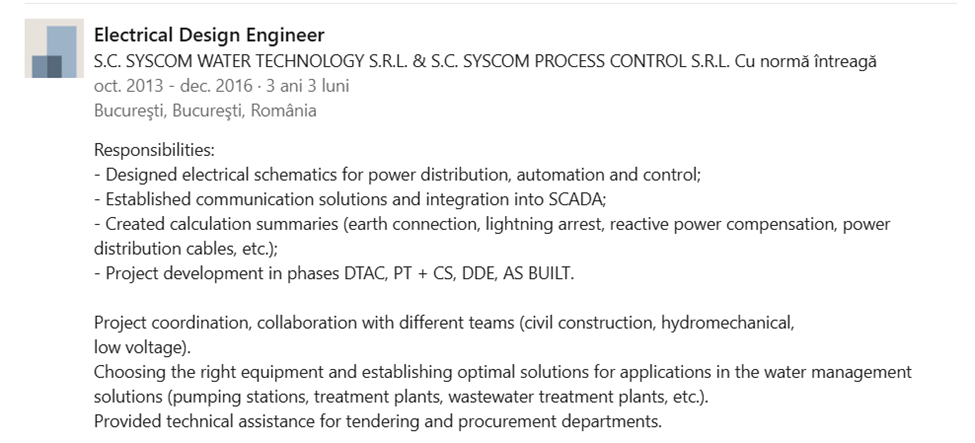 Electrical Design Engineer
S.C. SYSCOM WATER TECHNOLOGY S.R.L. & S.C. SYSCOM PROCESS CONTROL S.R.L. Cu normă întreagă
oct. 2013 - dec. 2016 · 3 ani 3 luni
Bucureşti, Bucureşti, România
Responsibilities:
- Designed electrical schematics for power distribution, automation and control;
- Established communication solutions and integration into SCADA;
- Created calculation summaries (earth connection, lightning arrest, reactive power compensation, power
distribution cables, etc.);
- Project development in phases DTAC, PT + CS, DDE, AS BUILT.
Project coordination, collaboration with different teams (civil construction, hydromechanical,
low voltage).
Choosing the right equipment and establishing optimal solutions for applications in the water management
solutions (pumping stations, treatment plants, wastewater treatment plants, etc.).
Provided technical assistance for tendering and procurement departments.